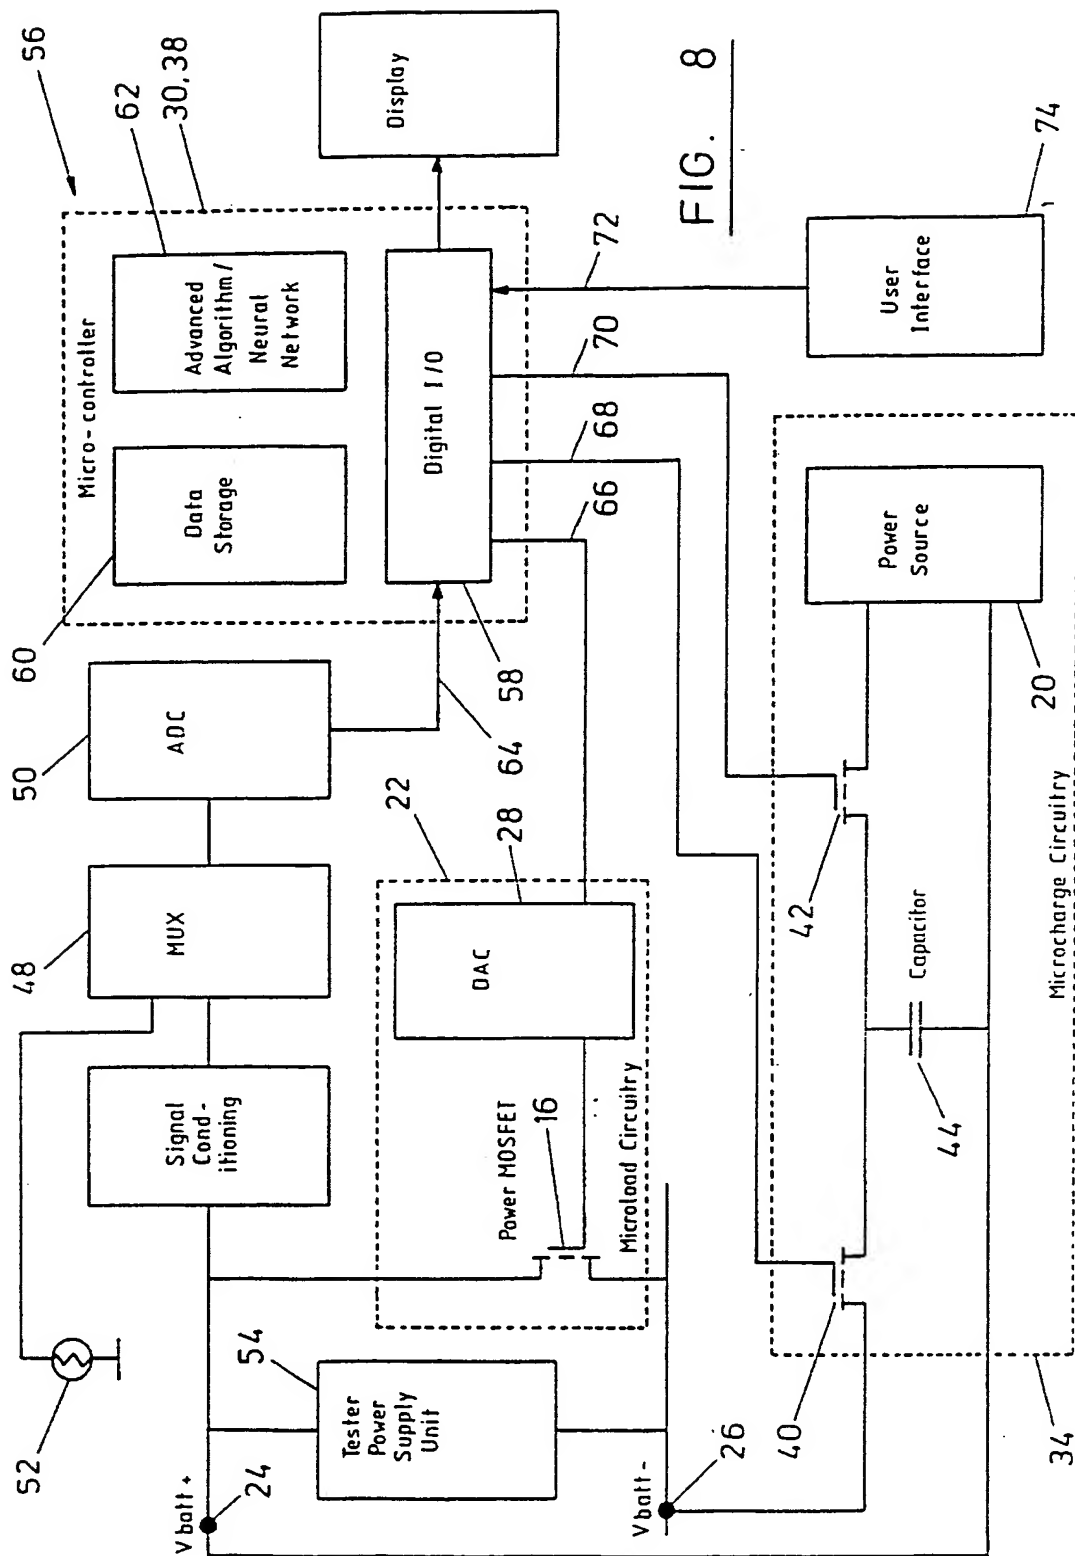 56
62
30,38
Micro-controller
Advanced
Algorithm/
Neural
Network
Data
Storage
60
Digital I/O
58
Display
50
ADC
64
48
MUX
Signal
Cond-
itioning
52
22
28
DAC
Power MOSFET
16
Microload Circuitry
54
Tester
Power
Supply
Unit
Vbatt+
24
Vbatt-
26
66
68
70
72
FIG. 8
74
User
Interface
Power
Source
20
42
Capacitor
44
40
Microcharge Circuitry
34